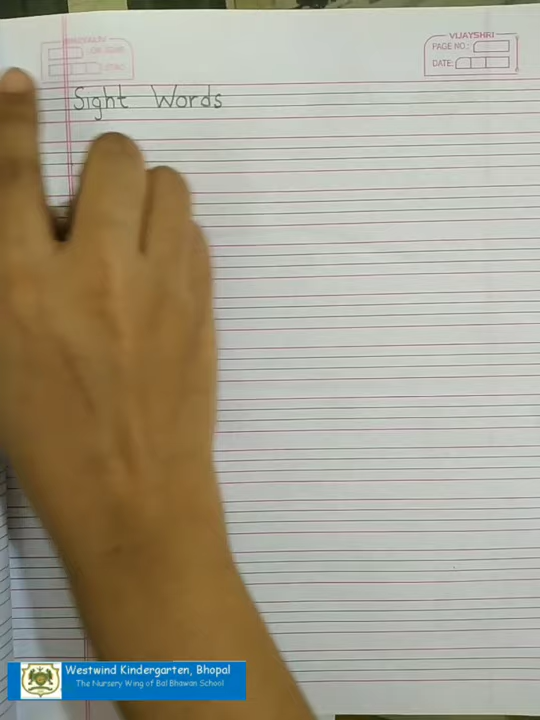 VIJAYSHRI
PAGE NO.:
DATE:
Sight Words
Westwind Kindergarten, Bhopal
The Nursery Wing of Bal Bhawan School